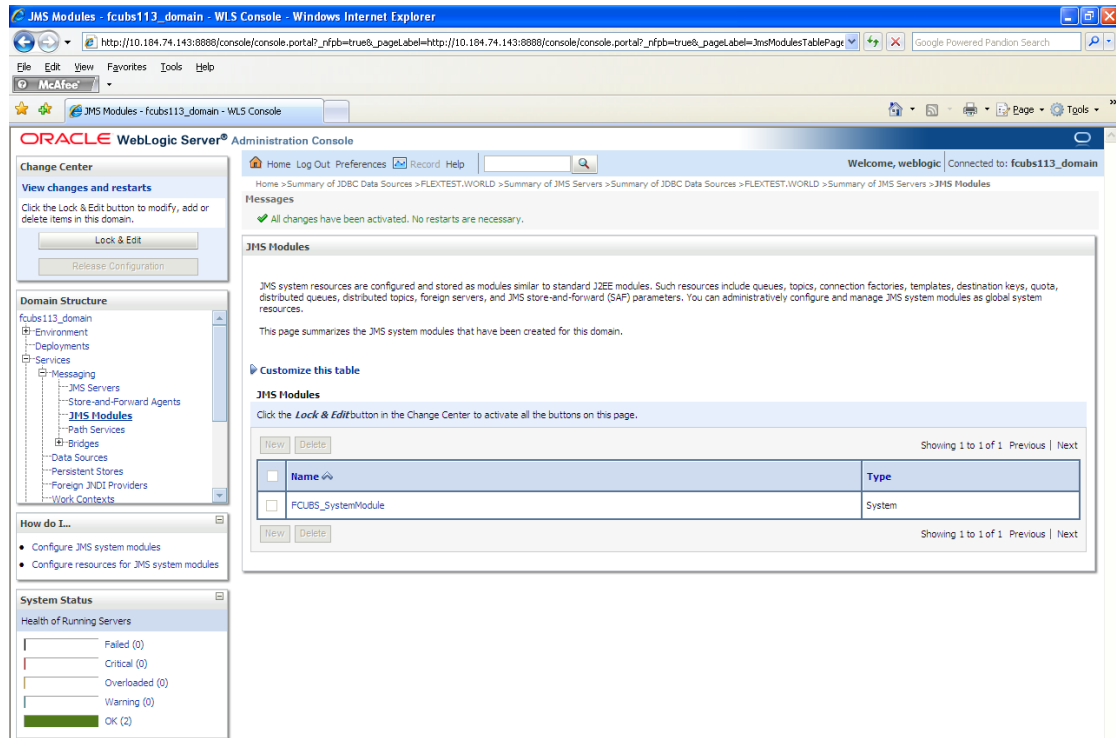 JMS Modules - fcubs113_domain - WLS Console - Windows Internet Explorer
http://10.184.74.143:8888/console/console.portal?_nfpb=true&_pageLabel=http://10.184.74.143:8888/console/console.portal?_nfpb=true&_pageLabel=JmsModulesTablePage
Google Powered Pandion Search
File Edit View Favorites Tools Help
McAfee
JMS Modules - fcubs113_domain - WLS Console
Page Tools
ORACLE WebLogic Server® Administration Console
Change Center
View changes and restarts
Click the Lock & Edit button to modify, add or
delete items in this domain.
Lock & Edit
Release Configuration
Domain Structure
fcubs113_domain
Environment
Deployments
Services
Messaging
JMS Servers
Store-and-Forward Agents
JMS Modules
Path Services
Bridges
Data Sources
Persistent Stores
Foreign JNDI Providers
Work Contexts
How do I...
Configure JMS system modules
Configure resources for JMS system modules
System Status
Health of Running Servers
Failed (0)
Critical (0)
Overloaded (0)
Warning (0)
OK (2)
Home Log Out Preferences Record Help
Welcome, weblogic Connected to: fcubs113_domain
Home >Summary of JDBC Data Sources >FLEXTEST.WORLD >Summary of JMS Servers >Summary of JDBC Data Sources >FLEXTEST.WORLD >Summary of JMS Servers >JMS Modules
Messages
All changes have been activated. No restarts are necessary.
JMS Modules
JMS system resources are configured and stored as modules similar to standard J2EE modules. Such resources include queues, topics, connection factories, templates, destination keys, quota,
distributed queues, distributed topics, foreign servers, and JMS store-and-forward (SAF) parameters. You can administratively configure and manage JMS system modules as global system
resources.
This page summarizes the JMS system modules that have been created for this domain.
Customize this table
JMS Modules
Click the Lock & Edit button in the Change Center to activate all the buttons on this page.
New Delete Showing 1 to 1 of 1 Previous | Next
Name Type
FCUBS_SystemModule System
New Delete Showing 1 to 1 of 1 Previous | Next